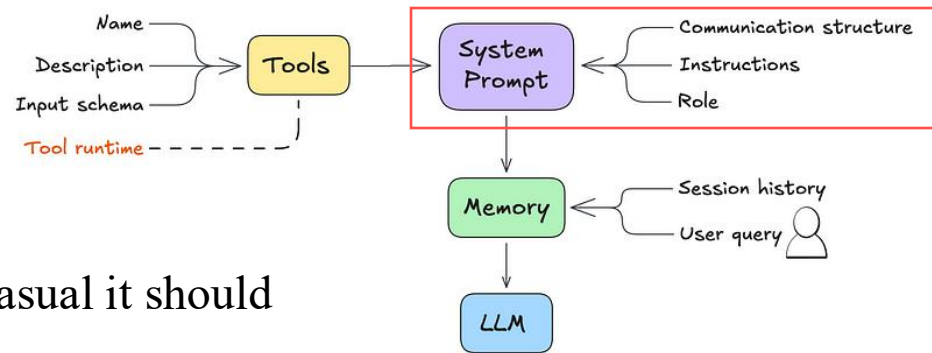 Name
Description
Input schema
Tool runtime
Tools
System
Prompt
Communication structure
Instructions
Role
Memory
Session history
User query
LLM
it should